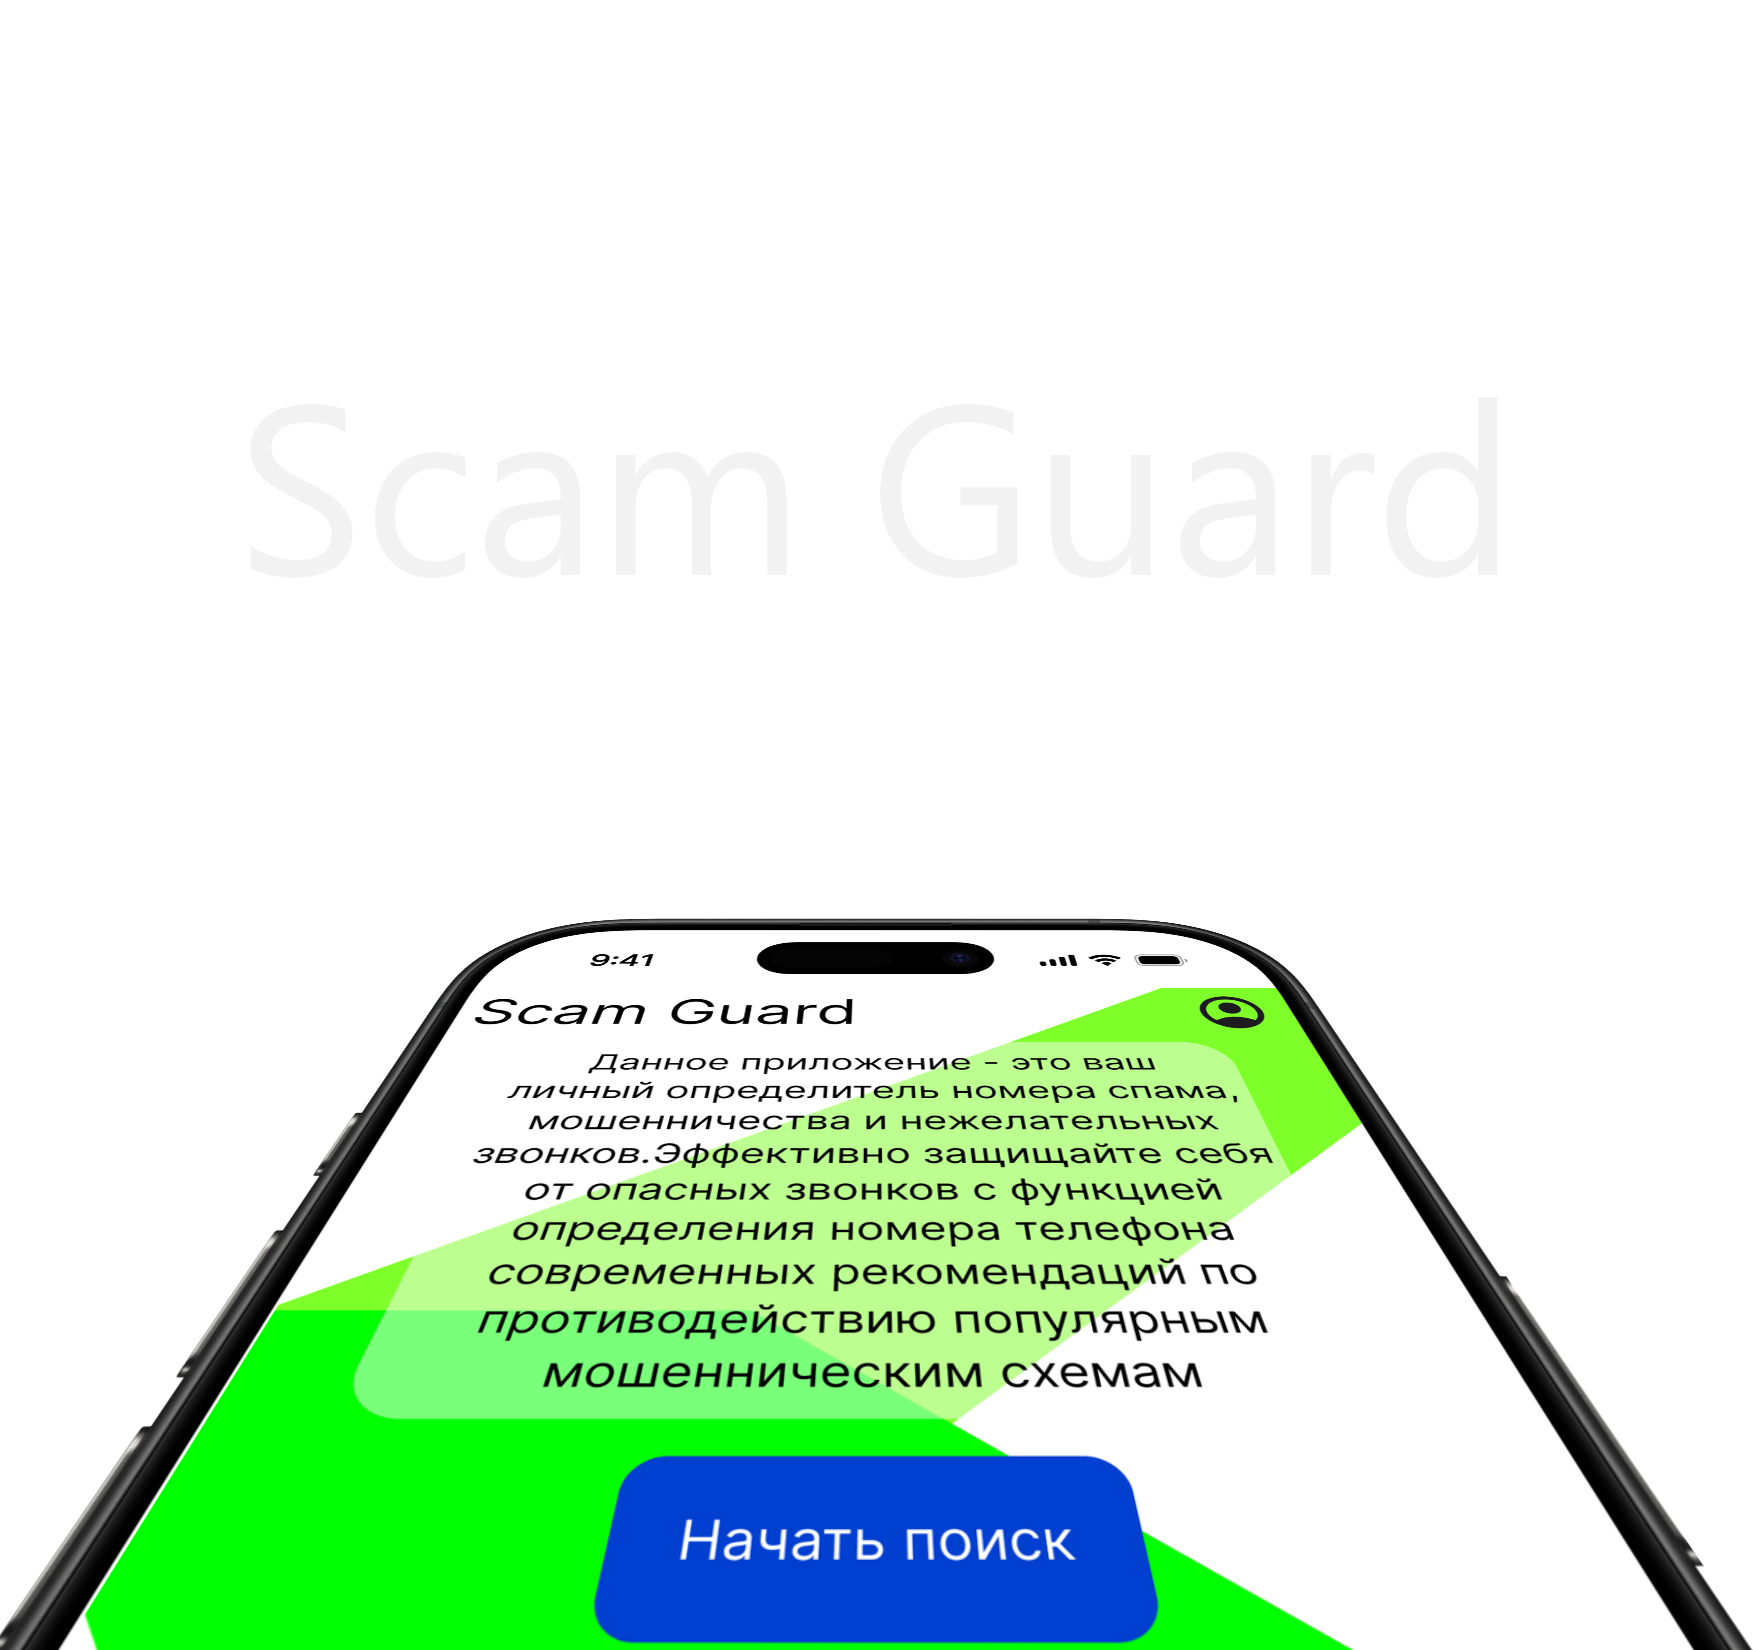 Scam Guard
9:41
Scam Guard
Данное приложение - это ваш
личный определитель номера спама,
мошенничества и нежелательных
звонков.Эффективно защищайте себя
от опасных звонков с функцией
определения номера телефона
современных рекомендаций по
противодействию популярным
мошенническим схемам
Начать поиск